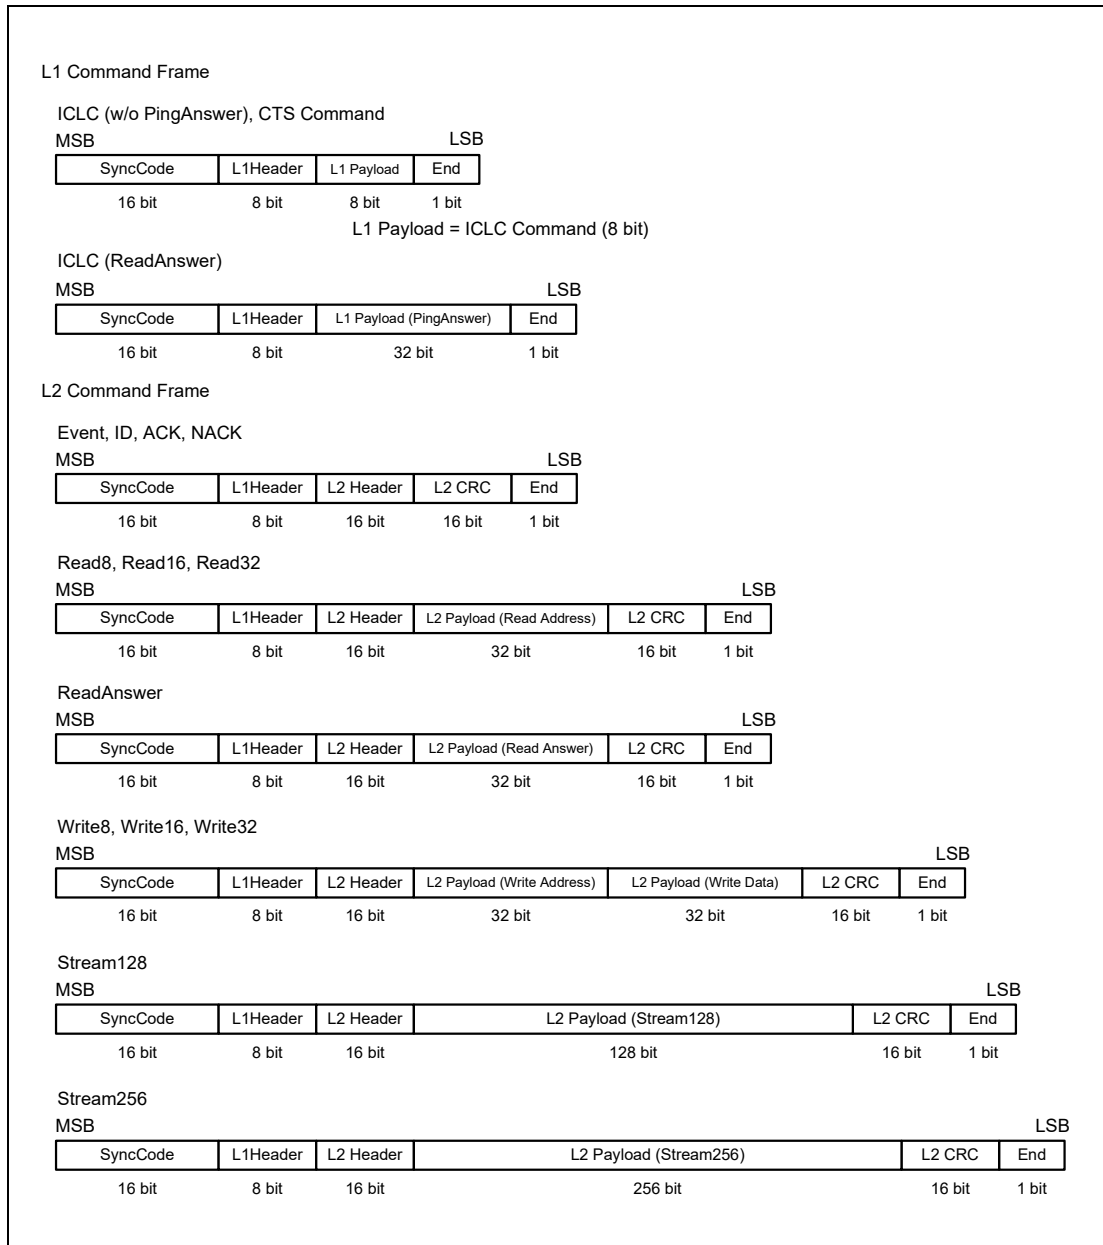 L1 Command Frame
ICLC (w/o PingAnswer), CTS Command
MSB LSB
SyncCode L1Header L1 Payload End
16 bit 8 bit 8 bit 1 bit
L1 Payload = ICLC Command (8 bit)
ICLC (ReadAnswer)
MSB LSB
SyncCode L1Header L1 Payload (PingAnswer) End
16 bit 8 bit 32 bit 1 bit
L2 Command Frame
Event, ID, ACK, NACK
MSB LSB
SyncCode L1Header L2 Header L2 CRC End
16 bit 8 bit 16 bit 16 bit 1 bit
Read8, Read16, Read32
MSB LSB
SyncCode L1Header L2 Header L2 Payload (Read Address) L2 CRC End
16 bit 8 bit 16 bit 32 bit 16 bit 1 bit
ReadAnswer
MSB LSB
SyncCode L1Header L2 Header L2 Payload (Read Answer) L2 CRC End
16 bit 8 bit 16 bit 32 bit 16 bit 1 bit
Write8, Write16, Write32
MSB LSB
SyncCode L1Header L2 Header L2 Payload (Write Address) L2 Payload (Write Data) L2 CRC End
16 bit 8 bit 16 bit 32 bit 32 bit 16 bit 1 bit
Stream128
MSB LSB
SyncCode L1Header L2 Header L2 Payload (Stream128) L2 CRC End
16 bit 8 bit 16 bit 128 bit 16 bit 1 bit
Stream256
MSB LSB
SyncCode L1Header L2 Header L2 Payload (Stream256) L2 CRC End
16 bit 8 bit 16 bit 256 bit 16 bit 1 bit